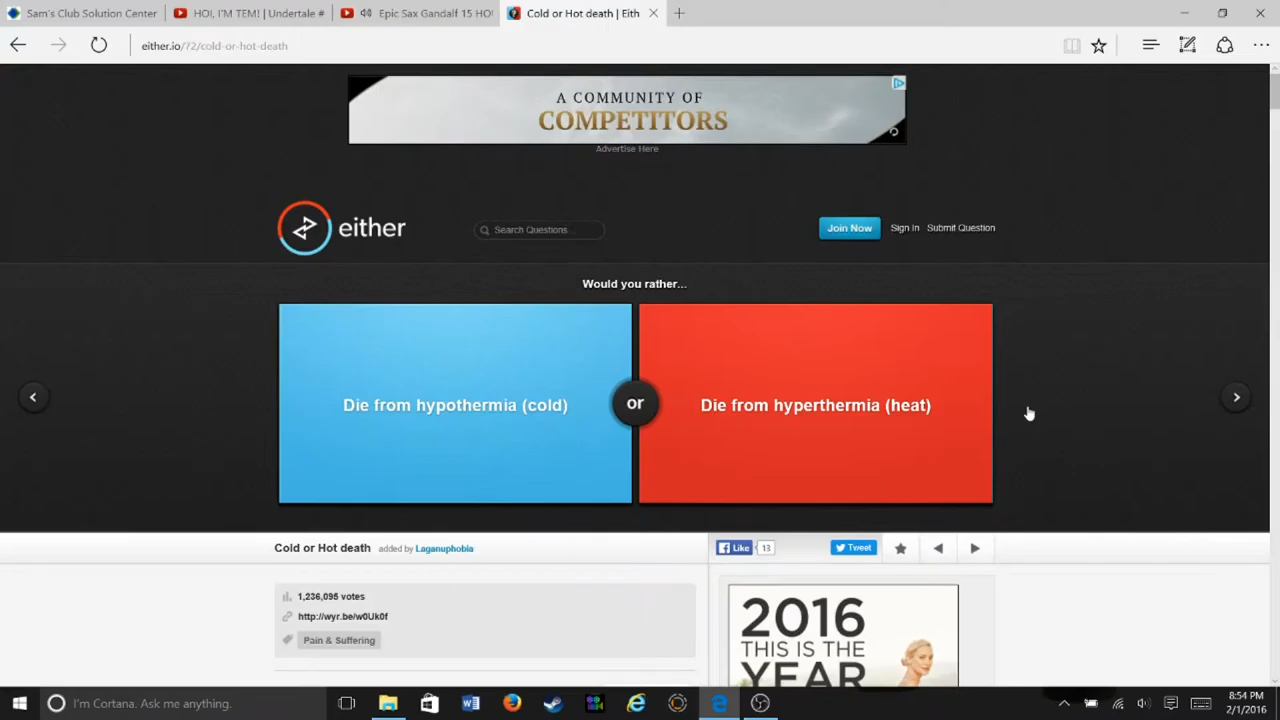 Sam's Club Solution Center
HOI, I'M TEM! | Undertale #
Epic Sax Gandalf 15 HO
Cold or Hot death | Eith
either.io/72/cold-or-hot-death
A COMMUNITY OF
COMPETITORS
Advertise Here
either
Search Questions...
Join Now
Sign In
Submit Question
Would you rather...
Die from hypothermia (cold)
or
Die from hyperthermia (heat)
Cold or Hot death added by Laganuphobia
Like 13
Tweet
1,236,095 votes
http://wyr.be/w0Uk0f
Pain & Suffering
2016
THIS IS THE
YEAR
I'm Cortana. Ask me anything.
8:54 PM
2/1/2016